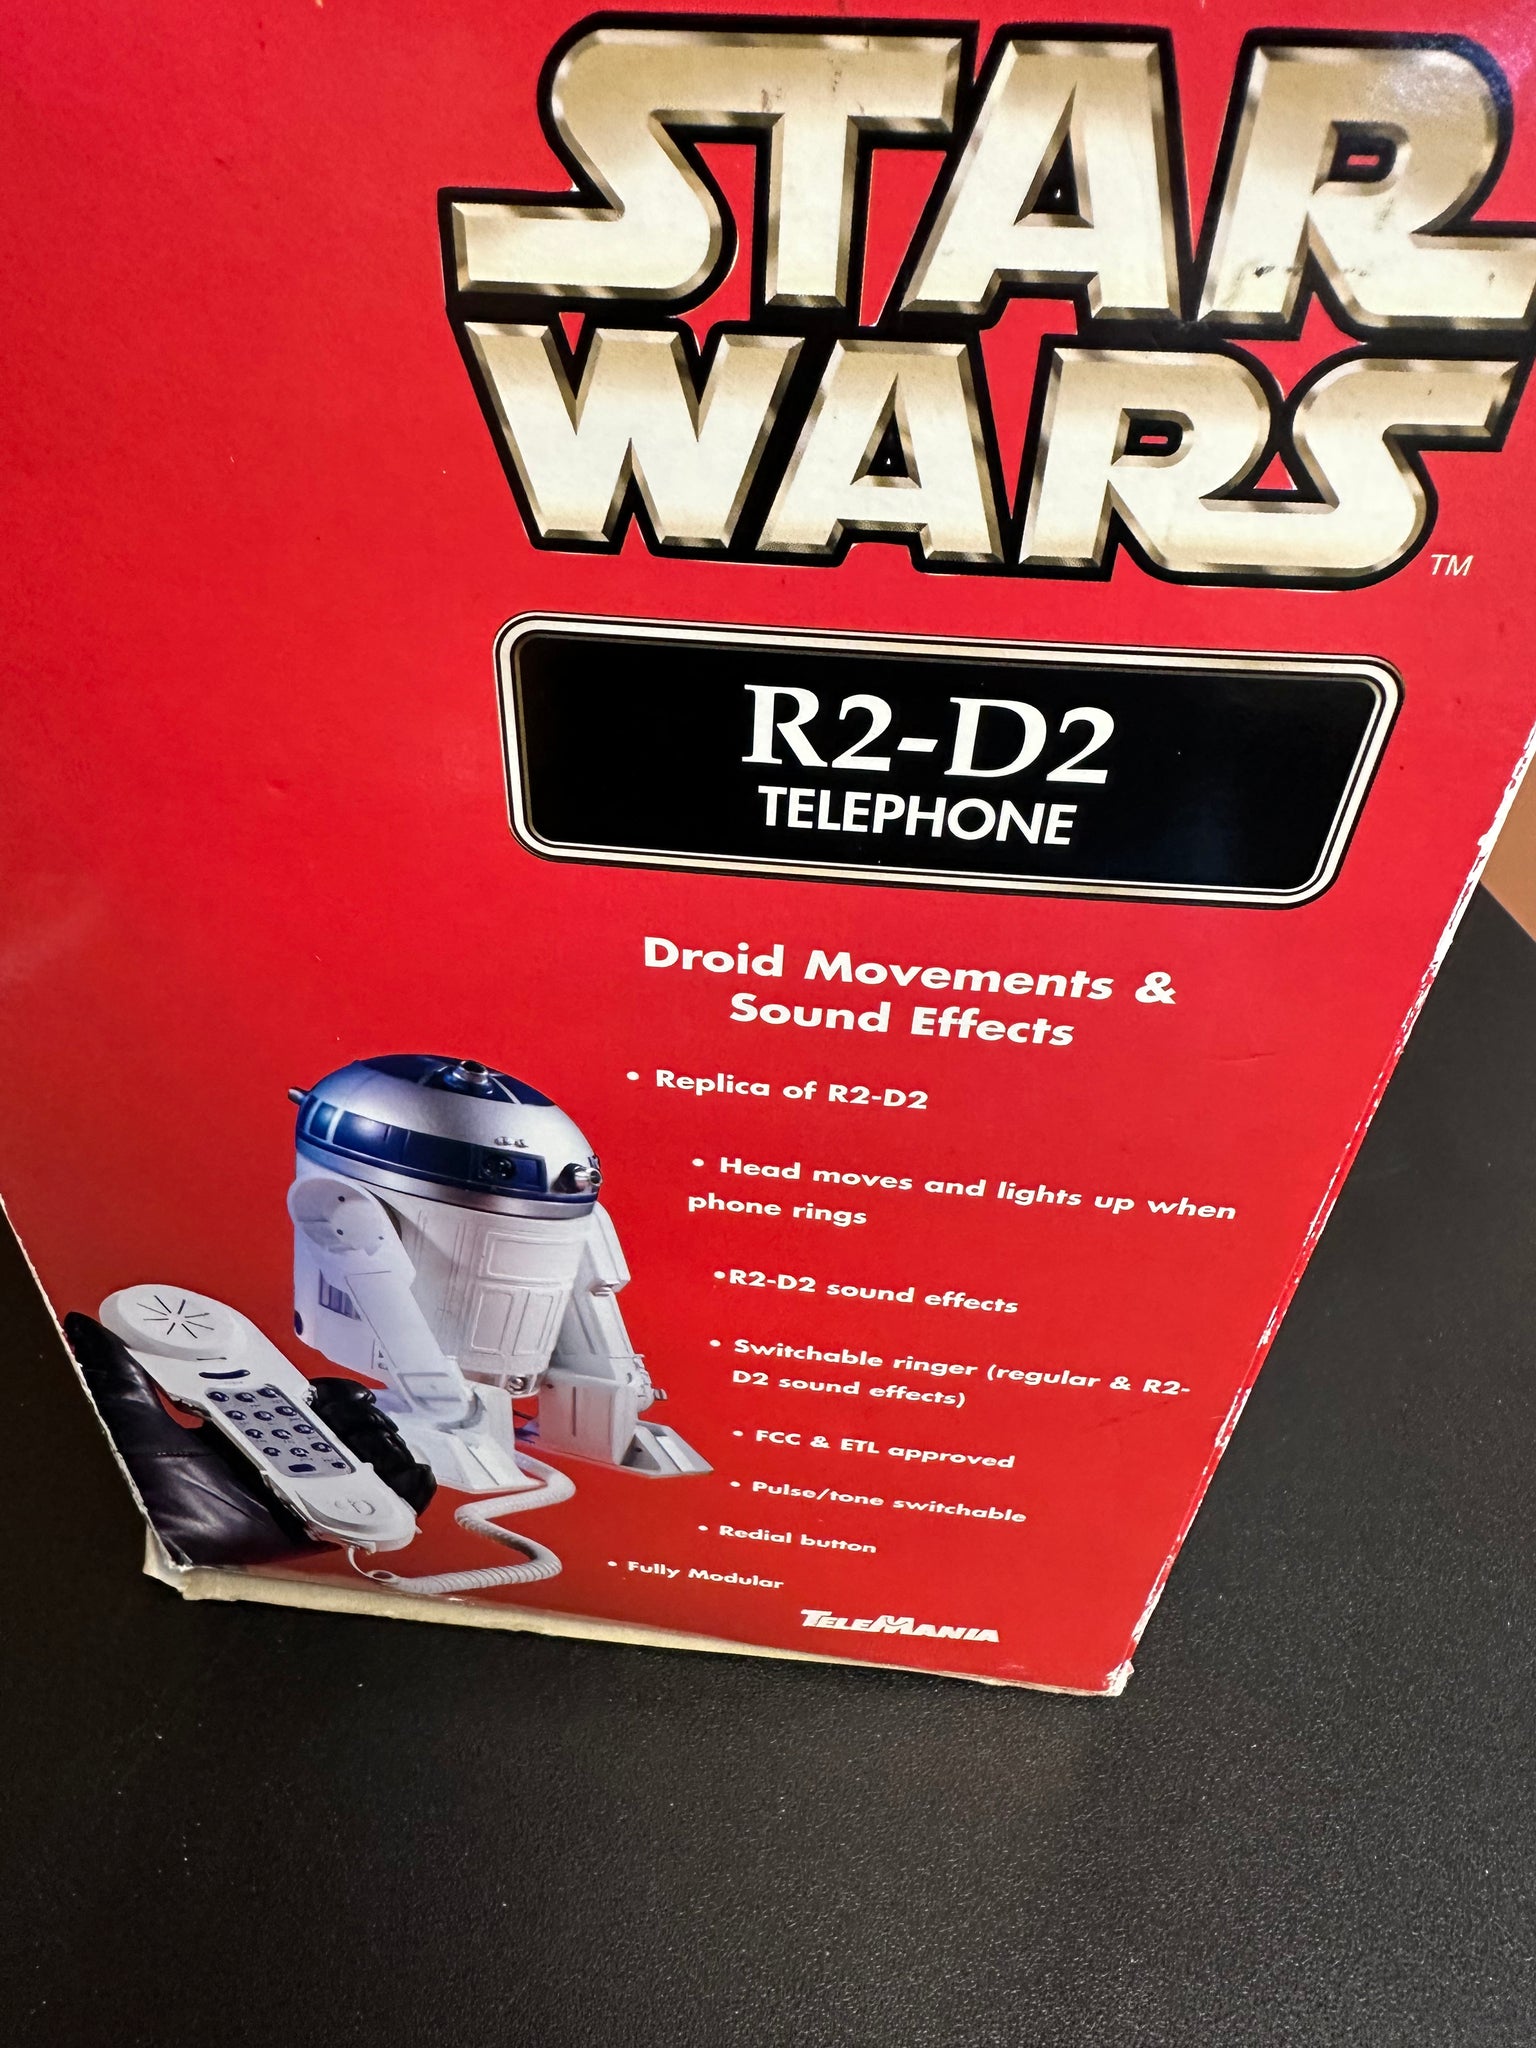 STAR
WARS
TM
R2-D2
TELEPHONE
Droid Movements &
Sound Effects
• Replica of R2-D2
• Head moves and lights up when
phone rings
•R2-D2 sound effects
• Switchable ringer (regular & R2-
D2 sound effects)
• FCC & ETL approved
• Pulse/tone switchable
• Redial button
• Fully Modular
TELEMANIA